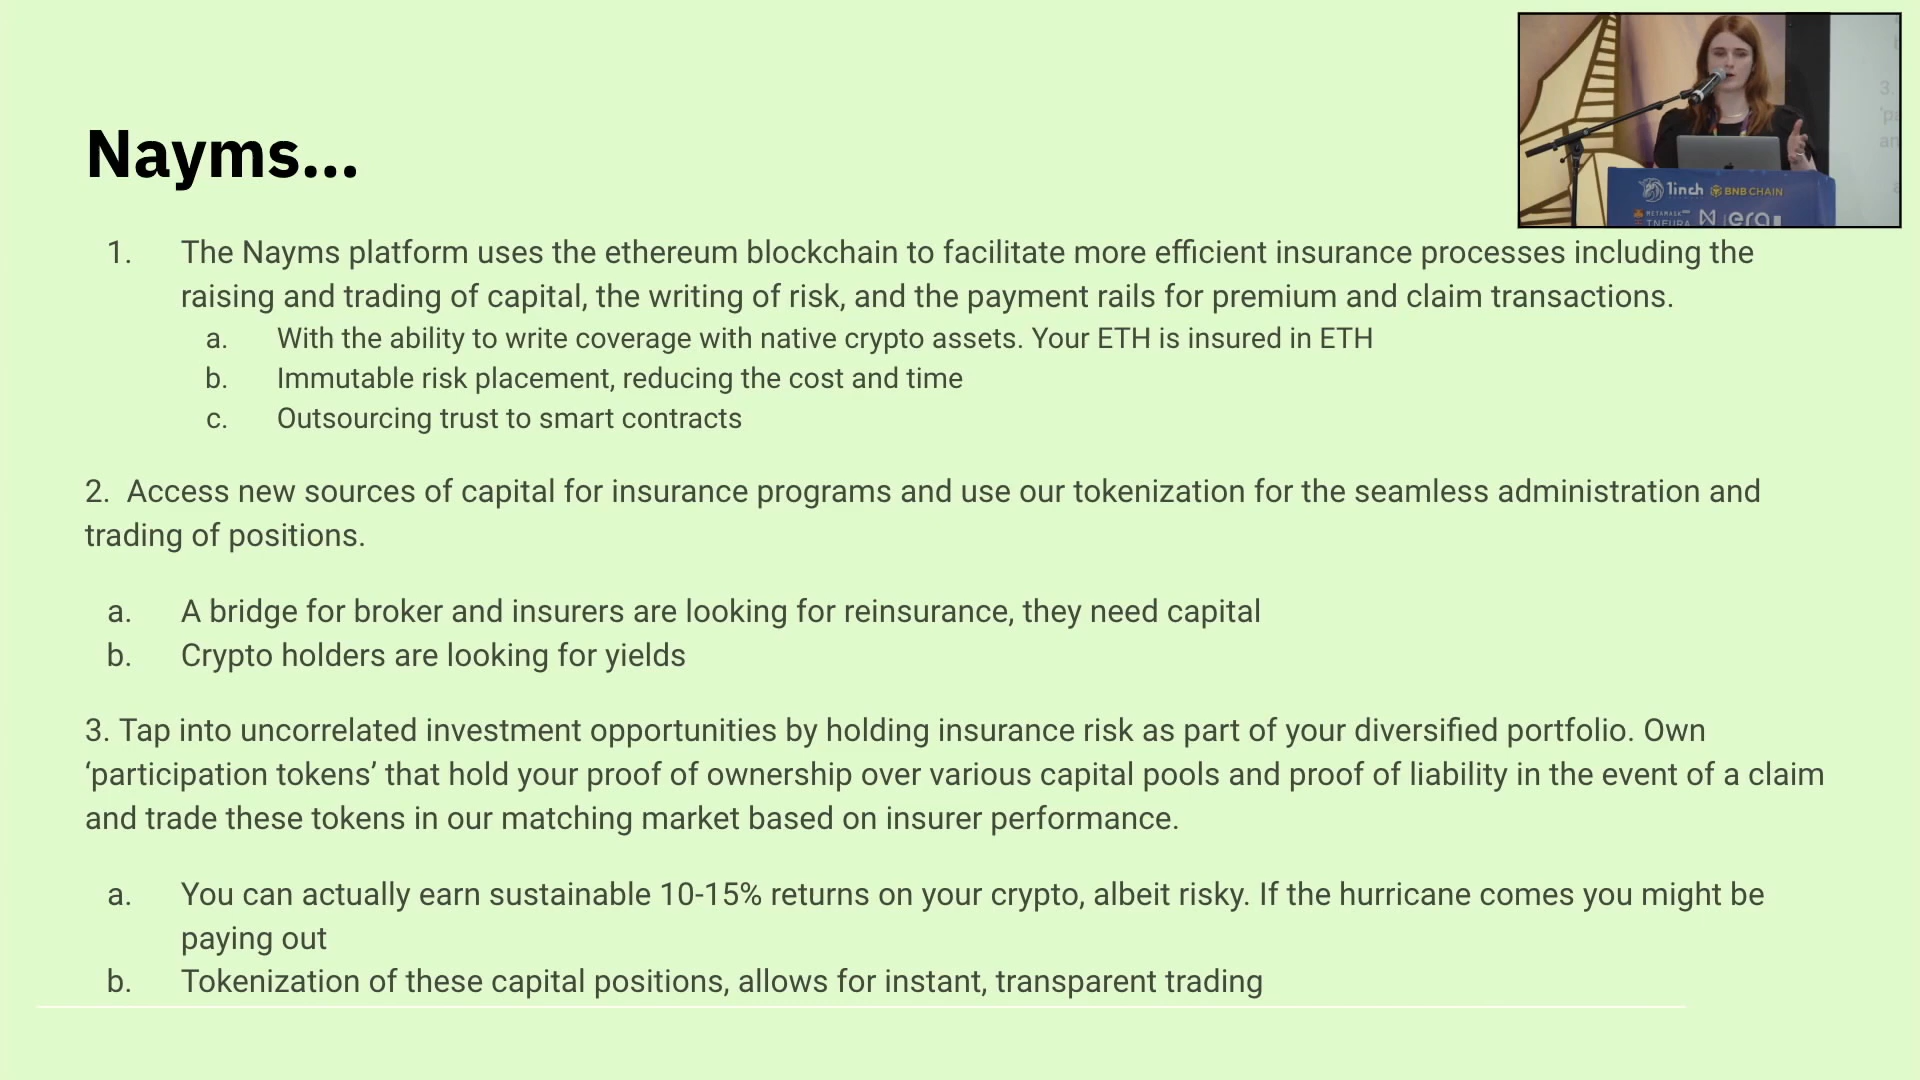 Nayms...
1. The Nayms platform uses the ethereum blockchain to facilitate more efficient insurance processes including the
raising and trading of capital, the writing of risk, and the payment rails for premium and claim transactions.
a. With the ability to write coverage with native crypto assets. Your ETH is insured in ETH
b. Immutable risk placement, reducing the cost and time
c. Outsourcing trust to smart contracts
2. Access new sources of capital for insurance programs and use our tokenization for the seamless administration and
trading of positions.
a. A bridge for broker and insurers are looking for reinsurance, they need capital
b. Crypto holders are looking for yields
3. Tap into uncorrelated investment opportunities by holding insurance risk as part of your diversified portfolio. Own
‘participation tokens’ that hold your proof of ownership over various capital pools and proof of liability in the event of a claim
and trade these tokens in our matching market based on insurer performance.
a. You can actually earn sustainable 10-15% returns on your crypto, albeit risky. If the hurricane comes you might be
paying out
b. Tokenization of these capital positions, allows for instant, transparent trading
1inch BNB CHAIN
METAMASK
INFURA
3.